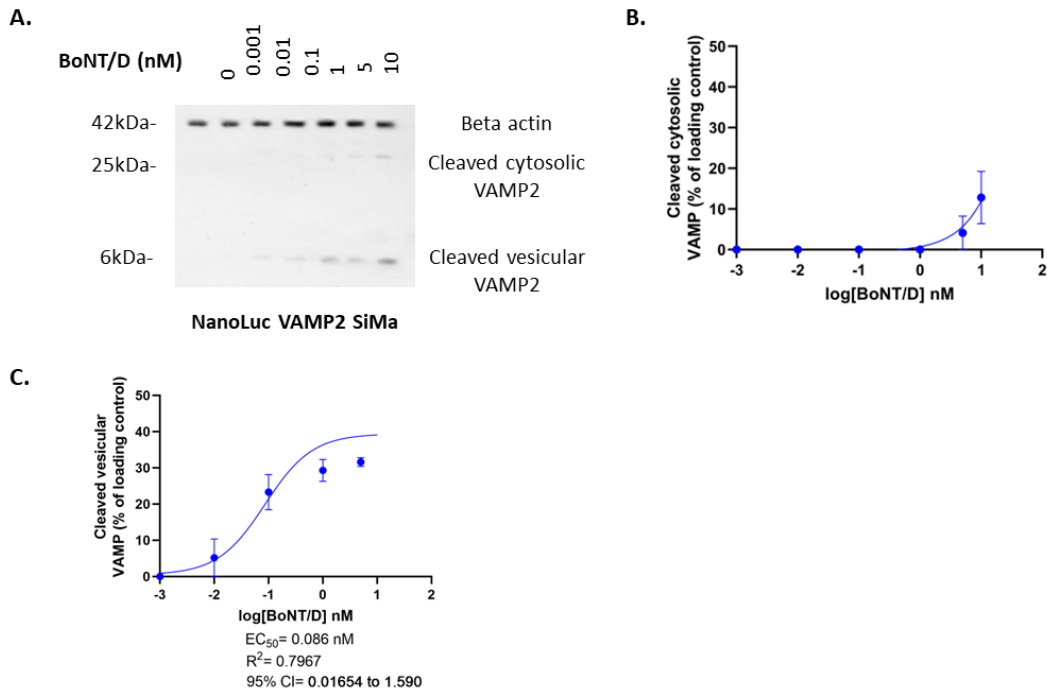 A.
BoNT/D (nM)
0 0.001 0.01 0.1 1 5 10
42kDa-
25kDa-
6kDa-
Beta actin
Cleaved cytosolic
VAMP2
Cleaved vesicular
VAMP2
NanoLuc VAMP2 SiMa
B.
Cleaved cytosolic
VAMP (% of loading control)
50
40
30
20
10
0
-3 -2 -1 0 1 2
log[BoNT/D] nM
C.
Cleaved vesicular
VAMP (% of loading control)
50
40
30
20
10
0
-3 -2 -1 0 1 2
log[BoNT/D] nM
EC₅₀= 0.086 nM
R²= 0.7967
95% CI= 0.01654 to 1.590